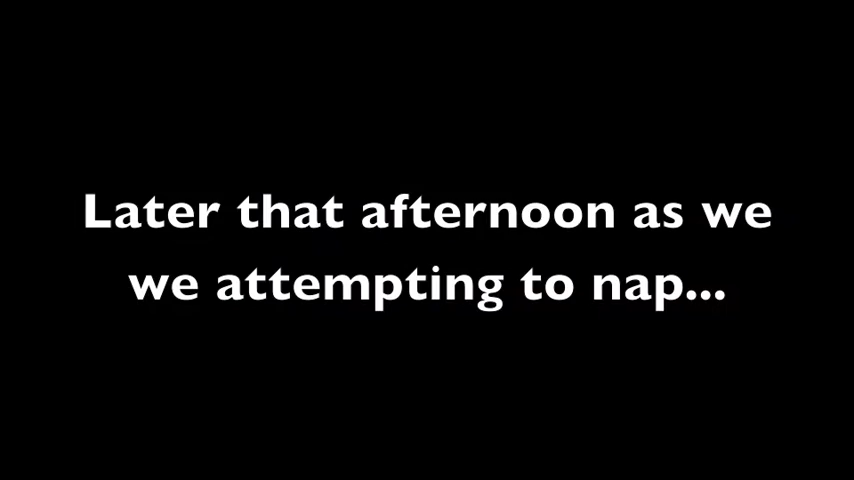 Later that afternoon as we
we attempting to nap...